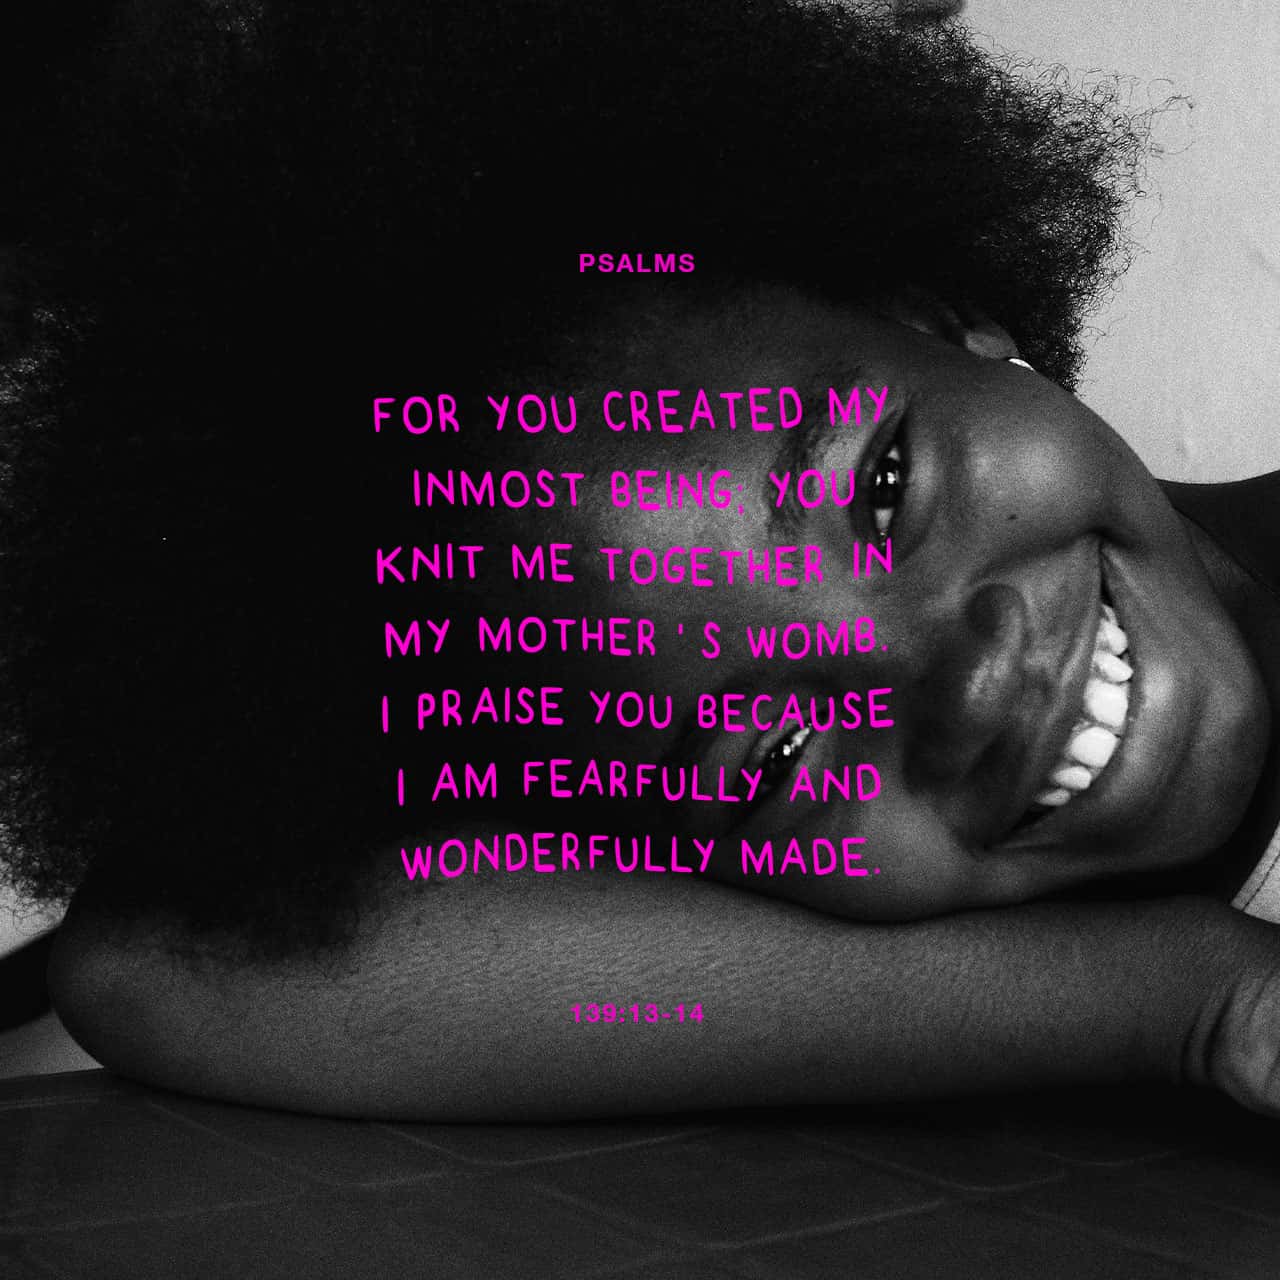 PSALMS
FOR YOU CREATED MY
INMOST BEING; YOU
KNIT ME TOGETHER IN
MY MOTHER'S WOMB.
I PRAISE YOU BECAUSE
I AM FEARFULLY AND
WONDERFULLY MADE.
139:13-14